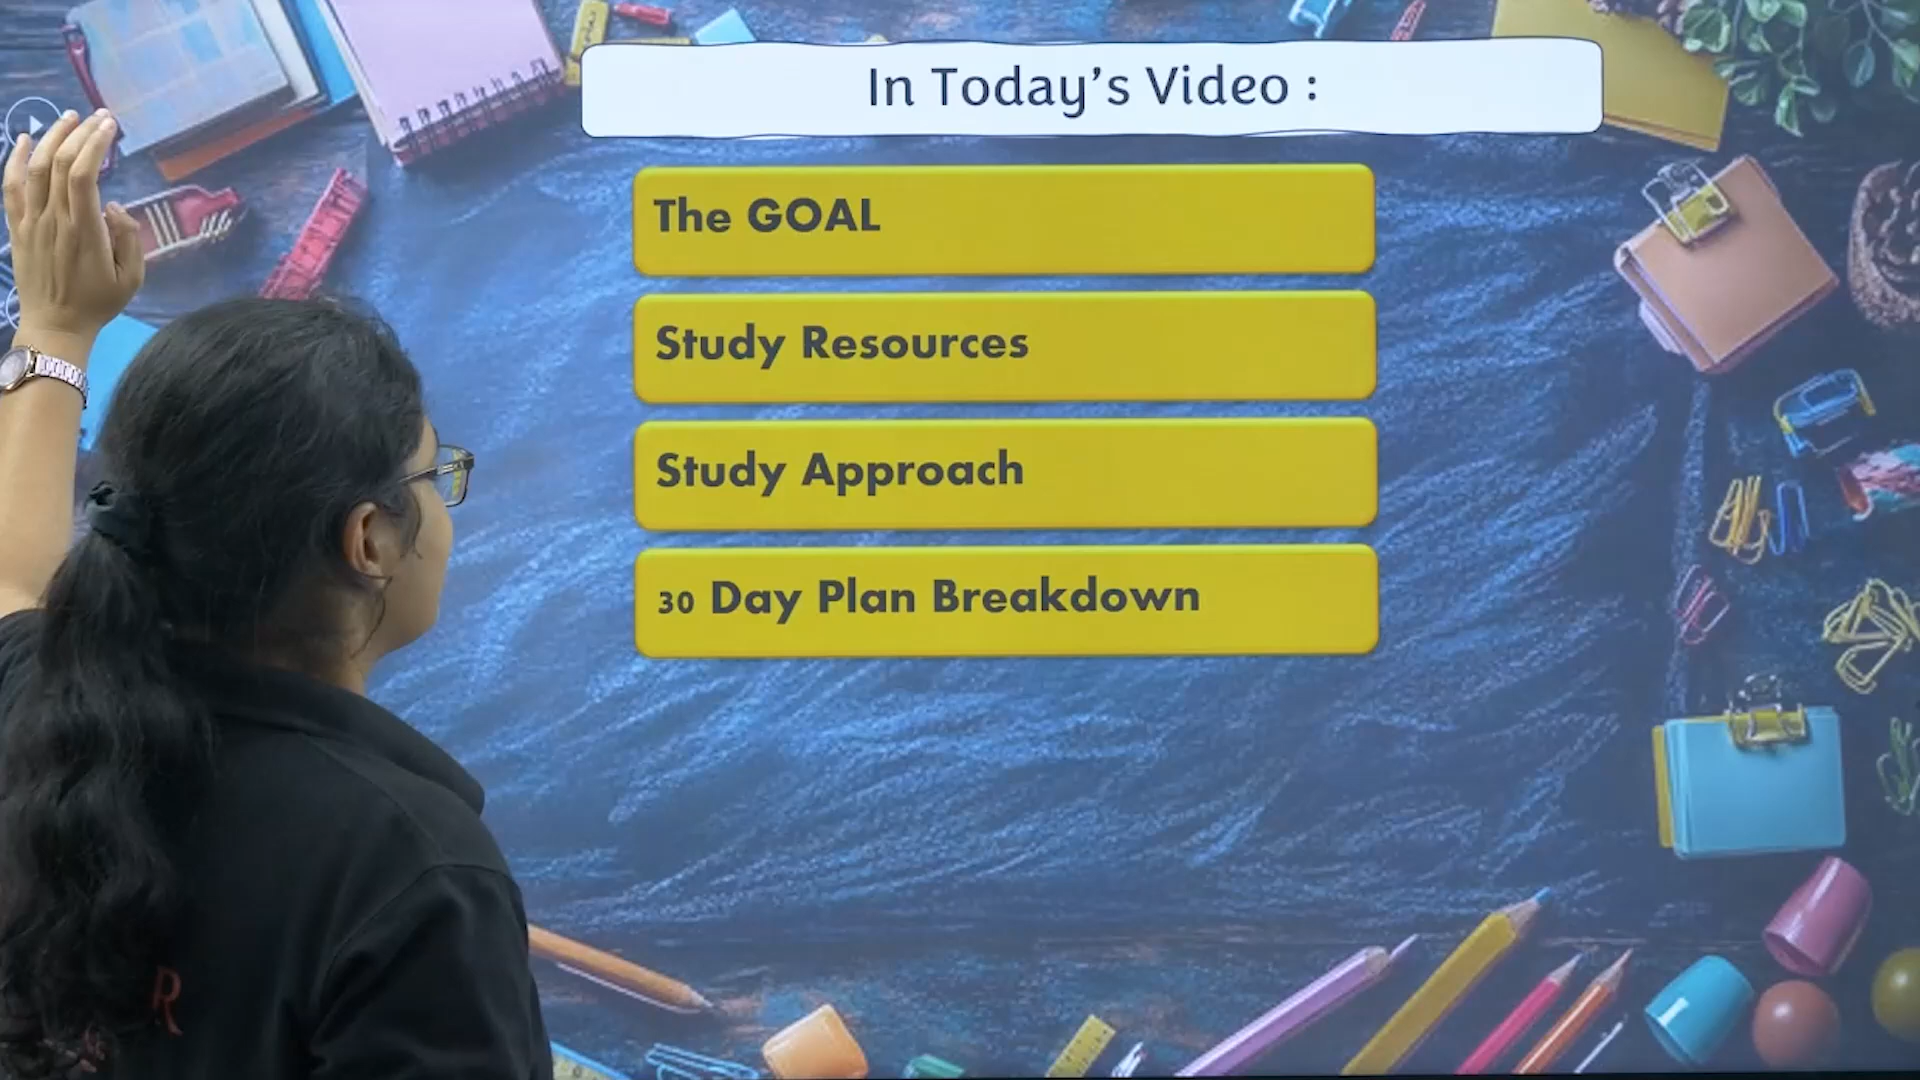 In Today's Video :
The GOAL
Study Resources
Study Approach
30 Day Plan Breakdown
R